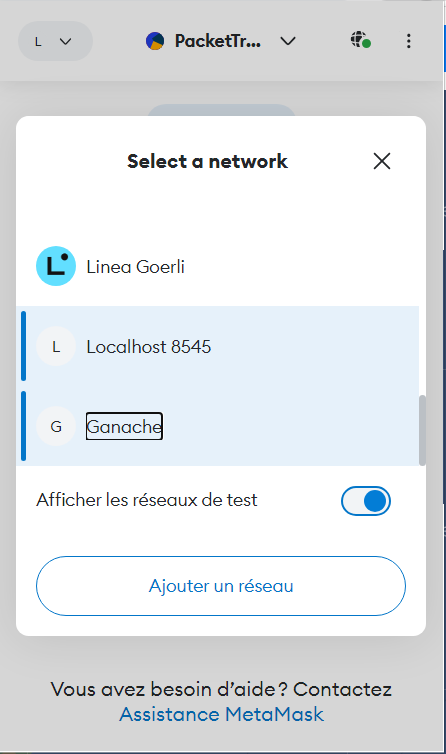 L
PacketTr...
Select a network
Linea Goerli
L
Localhost 8545
G
Ganache
Afficher les réseaux de test
Ajouter un réseau
Vous avez besoin d’aide ? Contactez
Assistance MetaMask